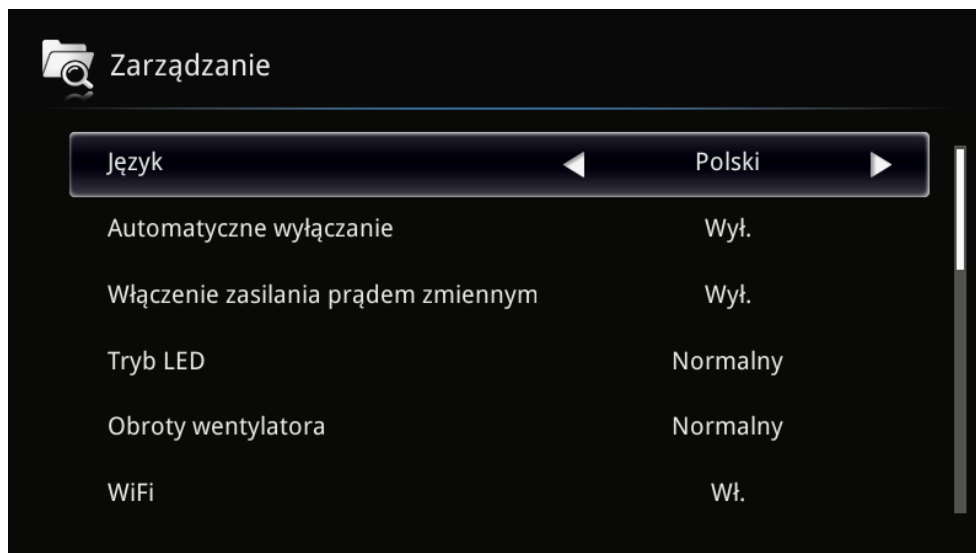 Zarządzanie
Język Polski
Automatyczne wyłączanie Wył.
Włączenie zasilania prądem zmiennym Wył.
Tryb LED Normalny
Obroty wentylatora Normalny
WiFi Wł.